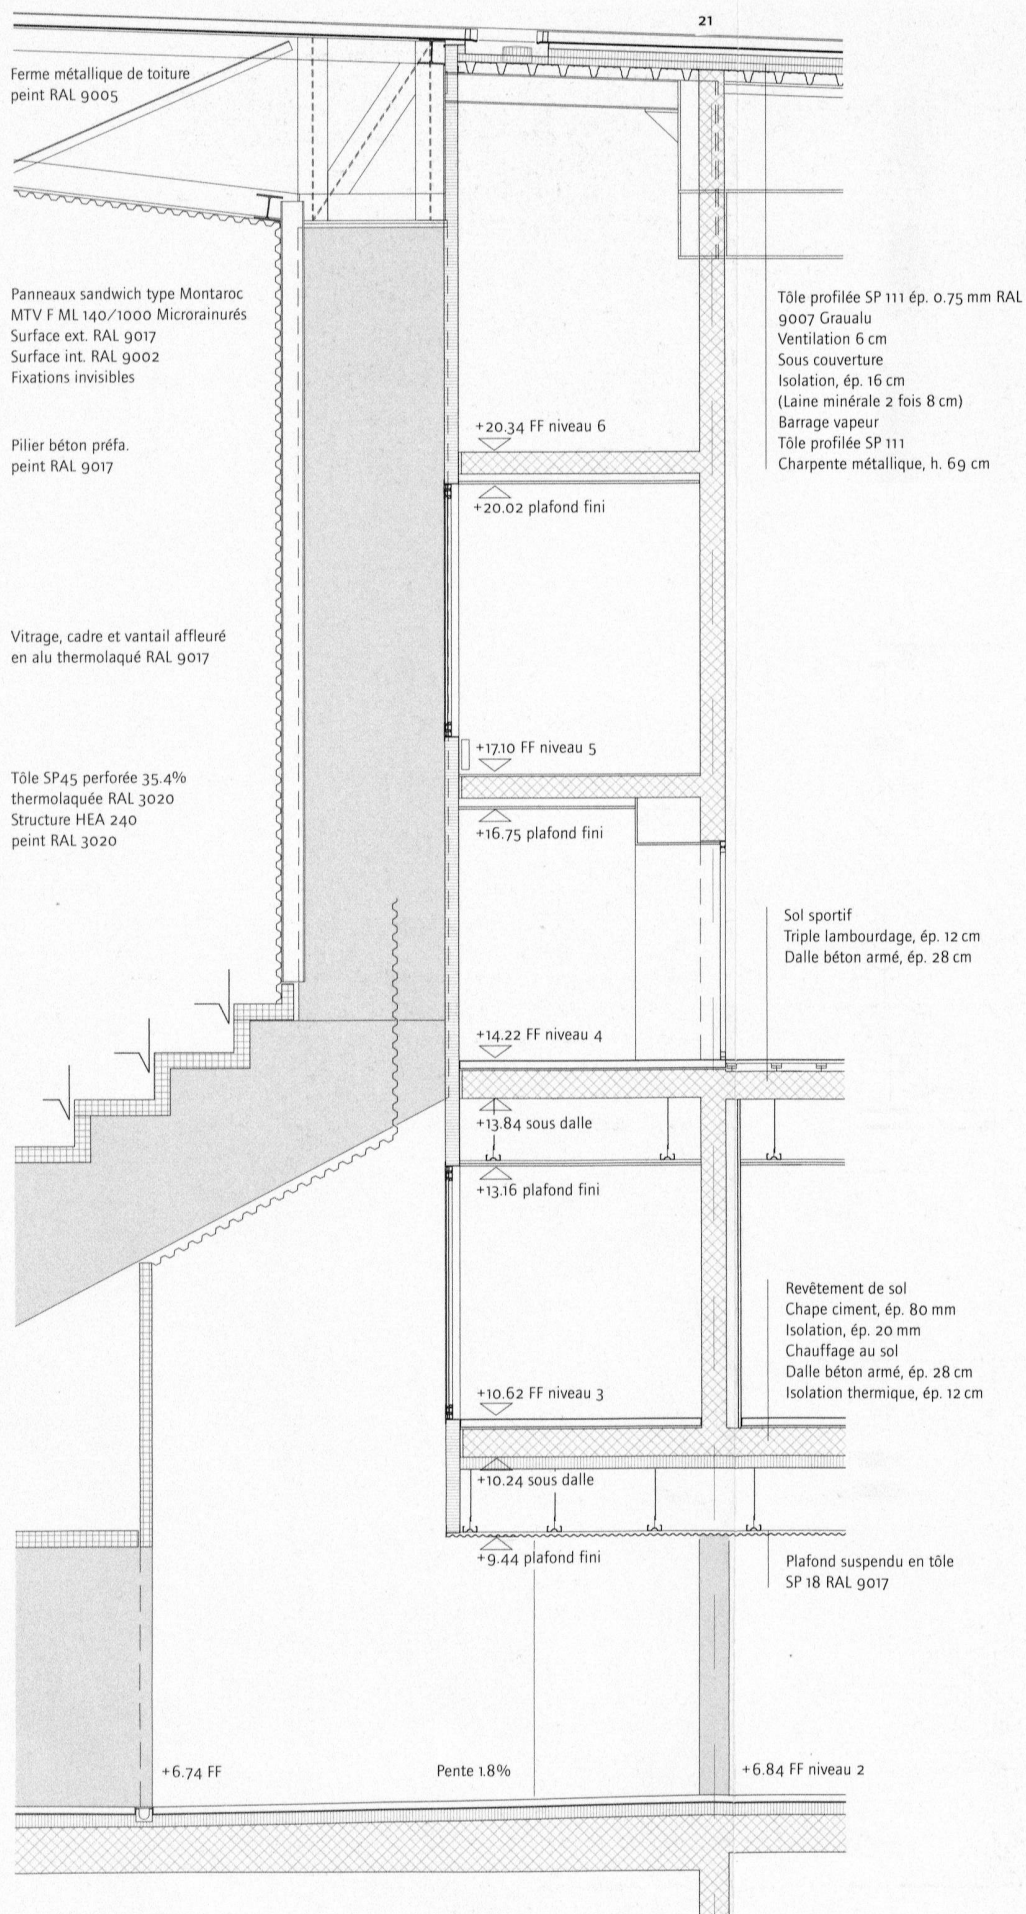 21
Ferme métallique de toiture
peint RAL 9005
Panneaux sandwich type Montaroc
MTV F ML 140/1000 Microrainurés
Surface ext. RAL 9017
Surface int. RAL 9002
Fixations invisibles
Pilier béton préfa.
peint RAL 9017
Vitrage, cadre et vantail affleuré
en alu thermolaqué RAL 9017
Tôle SP45 perforée 35.4%
thermolaquée RAL 3020
Structure HEA 240
peint RAL 3020
+20.34 FF niveau 6
+20.02 plafond fini
+17.10 FF niveau 5
+16.75 plafond fini
+14.22 FF niveau 4
+13.84 sous dalle
+13.16 plafond fini
+10.62 FF niveau 3
+10.24 sous dalle
+9.44 plafond fini
+6.74 FF
Pente 1.8%
+6.84 FF niveau 2
Tôle profilée SP 111 ép. 0.75 mm RAL
9007 Graualu
Ventilation 6 cm
Sous couverture
Isolation, ép. 16 cm
(Laine minérale 2 fois 8 cm)
Barrage vapeur
Tôle profilée SP 111
Charpente métallique, h. 69 cm
Sol sportif
Triple lambourdage, ép. 12 cm
Dalle béton armé, ép. 28 cm
Revêtement de sol
Chape ciment, ép. 80 mm
Isolation, ép. 20 mm
Chauffage au sol
Dalle béton armé, ép. 28 cm
Isolation thermique, ép. 12 cm
Plafond suspendu en tôle
SP 18 RAL 9017